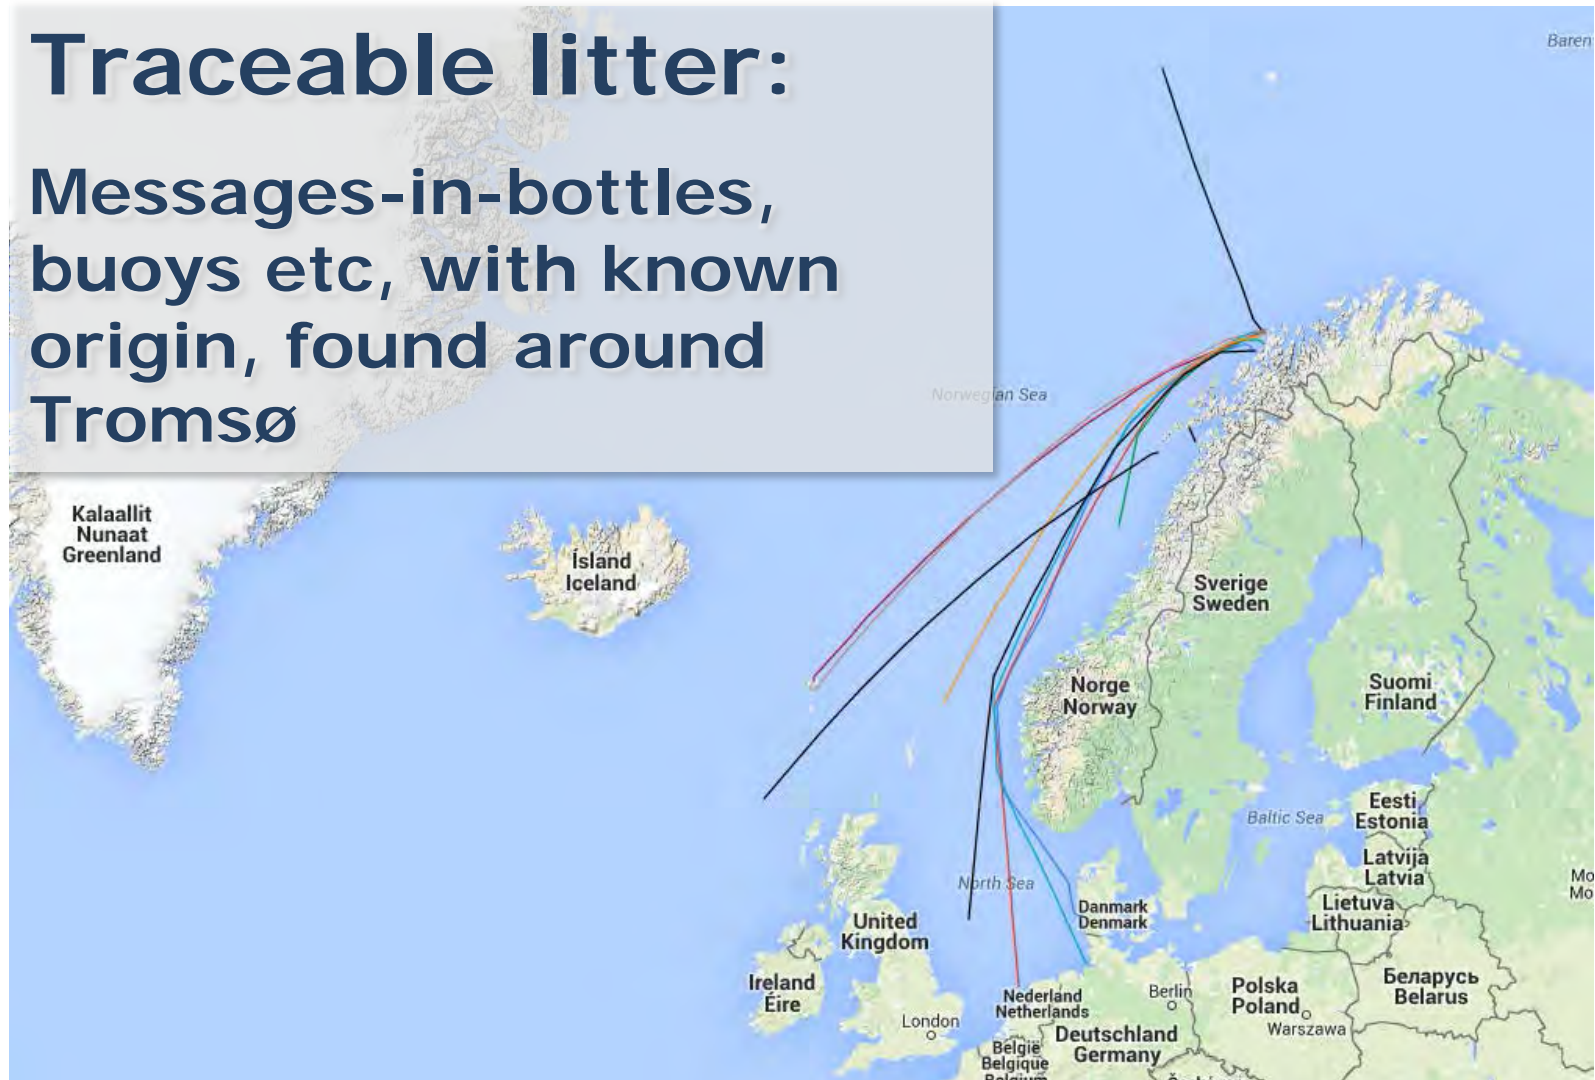 Traceable litter:
Messages-in-bottles,
buoys etc, with known
origin, found around
Tromsø
Norwegian Sea
Kalaallit
Nunaat
Greenland
Ísland
Iceland
Sverige
Sweden
Norge
Norway
Suomi
Finland
Baltic Sea
Eesti
Estonia
Latvija
Latvia
Lietuva
Lithuania
North Sea
Danmark
Denmark
United
Kingdom
Ireland
Éire
Nederland
Netherlands
London
Berlin
Polska
Poland
Warszawa
Беларусь
Belarus
Deutschland
Germany
België
Belgique
Belgium